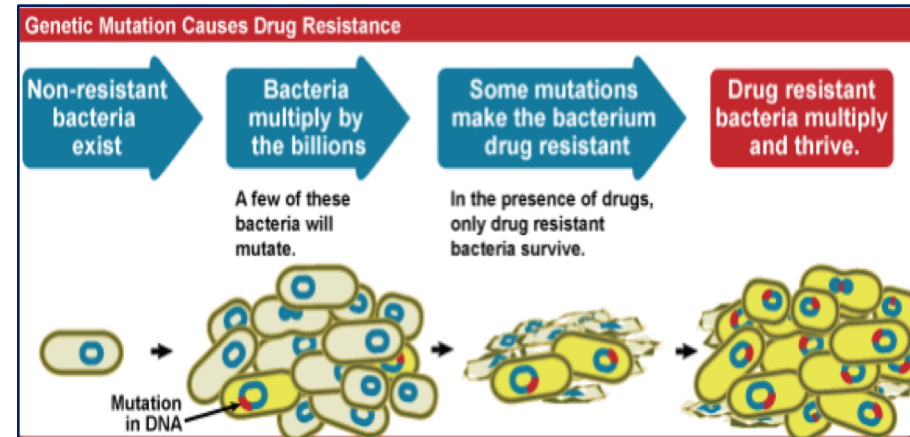 Genetic Mutation Causes Drug Resistance
Non-resistant
bacteria
exist
Bacteria
multiply by
the billions
Some mutations
make the bacterium
drug resistant
Drug resistant
bacteria multiply
and thrive.
A few of these
bacteria will
mutate.
In the presence of drugs,
only drug resistant
bacteria survive.
Mutation
in DNA